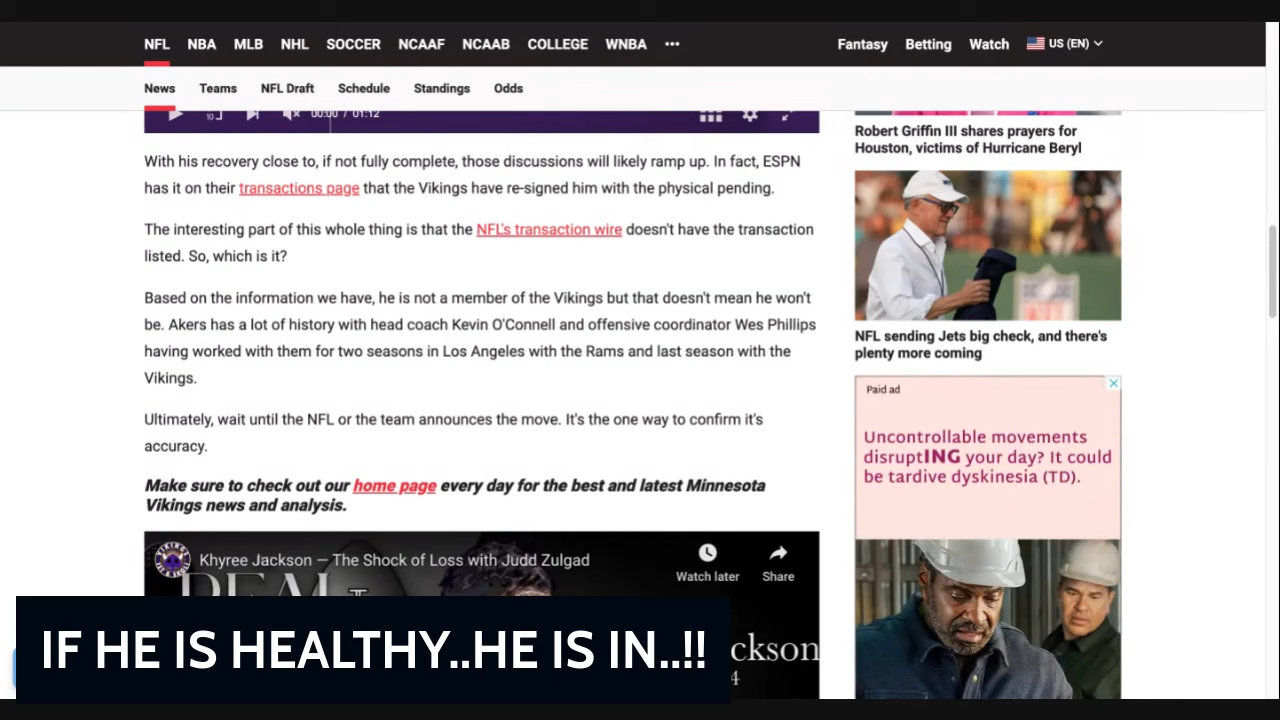 NFL NBA MLB NHL SOCCER NCAAF NCAAB COLLEGE WNBA ••• Fantasy Betting Watch US (EN)
News Teams NFL Draft Schedule Standings Odds
10 00:00 / 01:12
With his recovery close to, if not fully complete, those discussions will likely ramp up. In fact, ESPN
has it on their transactions page that the Vikings have re-signed him with the physical pending.
The interesting part of this whole thing is that the NFL's transaction wire doesn't have the transaction
listed. So, which is it?
Based on the information we have, he is not a member of the Vikings but that doesn't mean he won't
be. Akers has a lot of history with head coach Kevin O'Connell and offensive coordinator Wes Phillips
having worked with them for two seasons in Los Angeles with the Rams and last season with the
Vikings.
Ultimately, wait until the NFL or the team announces the move. It's the one way to confirm it's
accuracy.
Make sure to check out our home page every day for the best and latest Minnesota
Vikings news and analysis.
Khyree Jackson — The Shock of Loss with Judd Zulgad
Watch later Share
REAL
ckson
4
IF HE IS HEALTHY..HE IS IN..!!
Robert Griffin III shares prayers for
Houston, victims of Hurricane Beryl
NFL sending Jets big check, and there's
plenty more coming
Paid ad
Uncontrollable movements
disruptING your day? It could
be tardive dyskinesia (TD).